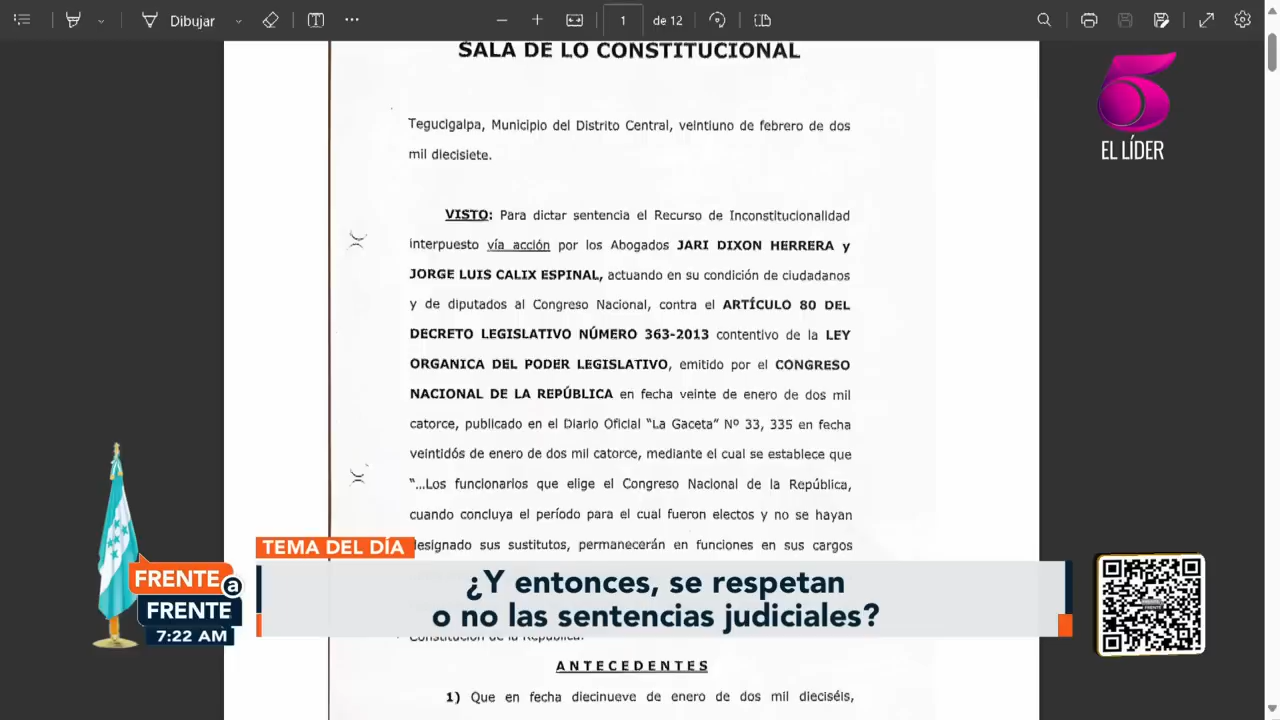 Dibujar
1
de 12
SALA DE LO CONSTITUCIONAL
5
EL LÍDER
Tegucigalpa, Municipio del Distrito Central, veintiuno de febrero de dos
mil diecisiete.
VISTO: Para dictar sentencia el Recurso de Inconstitucionalidad
interpuesto vía acción por los Abogados JARI DIXON HERRERA y
JORGE LUIS CALIX ESPINAL, actuando en su condición de ciudadanos
y de diputados al Congreso Nacional, contra el ARTÍCULO 80 DEL
DECRETO LEGISLATIVO NÚMERO 363-2013 contentivo de la LEY
ORGANICA DEL PODER LEGISLATIVO, emitido por el CONGRESO
NACIONAL DE LA REPÚBLICA en fecha veinte de enero de dos mil
catorce, publicado en el Diario Oficial "La Gaceta" Nº 33, 335 en fecha
veintidós de enero de dos mil catorce, mediante el cual se establece que
"...Los funcionarios que elige el Congreso Nacional de la República,
cuando concluya el período para el cual fueron electos y no se hayan
designado sus sustitutos, permanecerán en funciones en sus cargos
TEMA DEL DÍA
¿Y entonces, se respetan
o no las sentencias judiciales?
FRENTE a
FRENTE
7:22 AM
Constitución de la República.
ANTECEDENTES
1) Que en fecha diecinueve de enero de dos mil dieciséis,